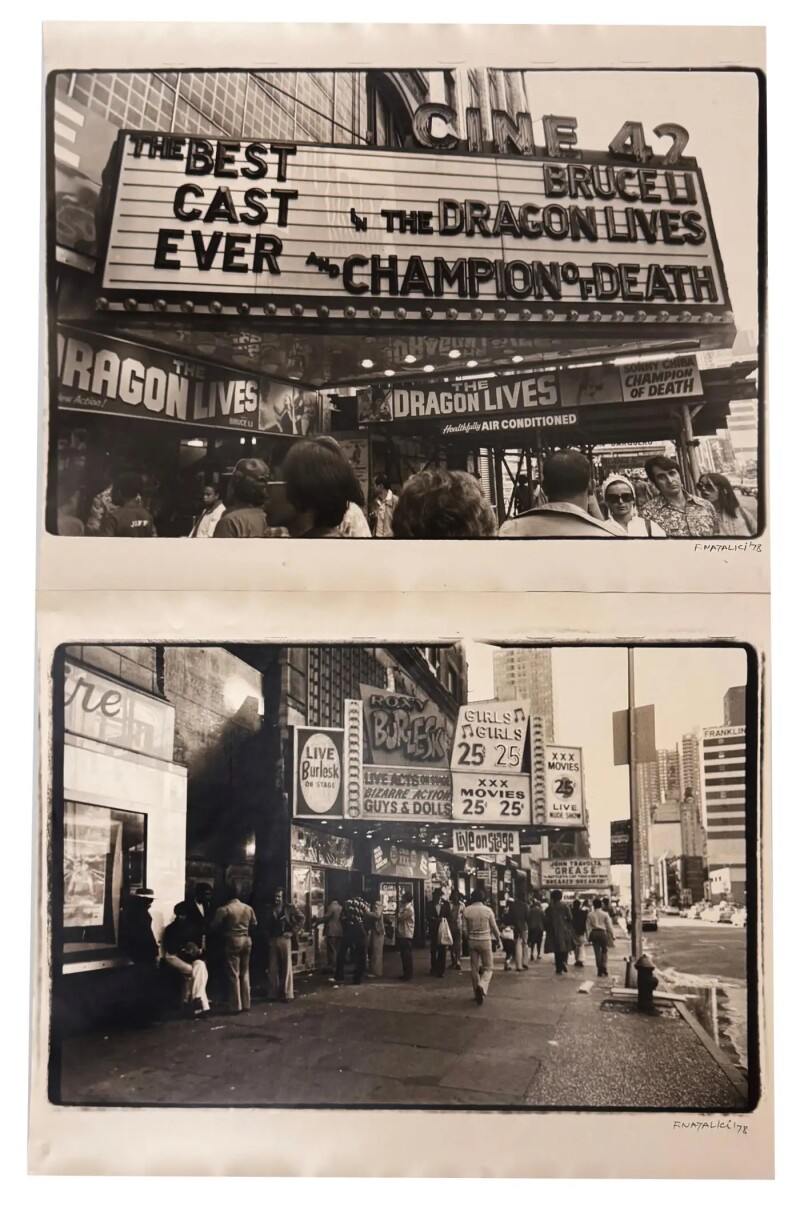 CINE 42
THE BEST
CAST
EVER
BRUCE LI
IN THE DRAGON LIVES
AND CHAMPION OF DEATH
THE
DRAGON LIVES
BRUCE LI
THE
DRAGON LIVES
SONNY CHIBA
CHAMPION
OF DEATH
Healthfully AIR CONDITIONED
F. NATALICI '78
re
LIVE
Burlesk
ON STAGE
ROXY
BURLESK
LIVE ACTS ON STAGE
BIZARRE ACTION
GUYS & DOLLS
GIRLS
GIRLS
25¢ 25¢
XXX
MOVIES
25¢ 25¢
XXX
MOVIES
25¢
LIVE
NUDE SHOW
Live on Stage
JOHN TRAVOLTA
GREASE
FRANKLIN
F. NATALICI '78